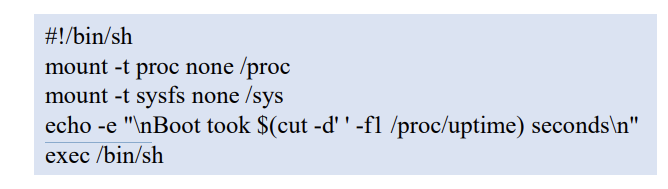 #!/bin/sh
mount -t proc none /proc
mount -t sysfs none /sys
echo -e "\nBoot took $(cut -d' ' -f1 /proc/uptime) seconds\n"
exec /bin/sh